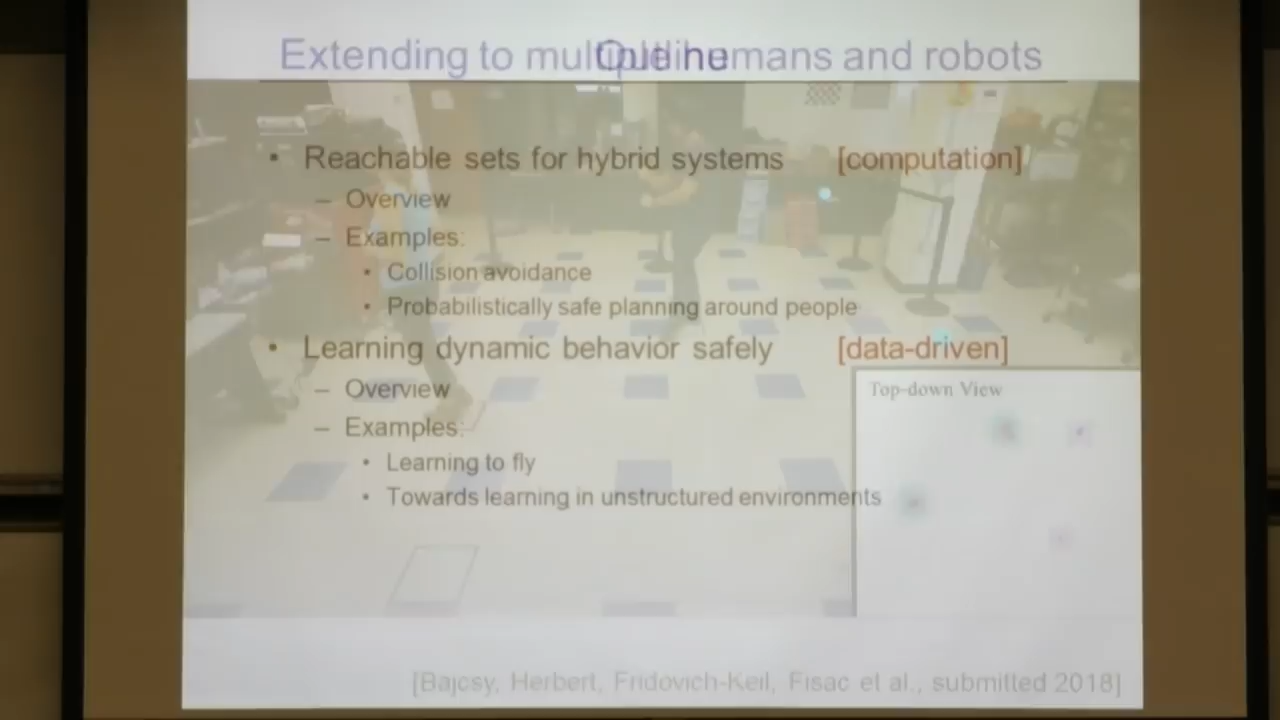 Extending to multiple humans and robots
Outline
• Reachable sets for hybrid systems [computation]
– Overview
– Examples:
• Collision avoidance
• Probabilistically safe planning around people
• Learning dynamic behavior safely [data-driven]
– Overview
– Examples:
• Learning to fly
• Towards learning in unstructured environments
Top-down View
[Bajcsy, Herbert, Fridovich-Keil, Fisac et al., submitted 2018]